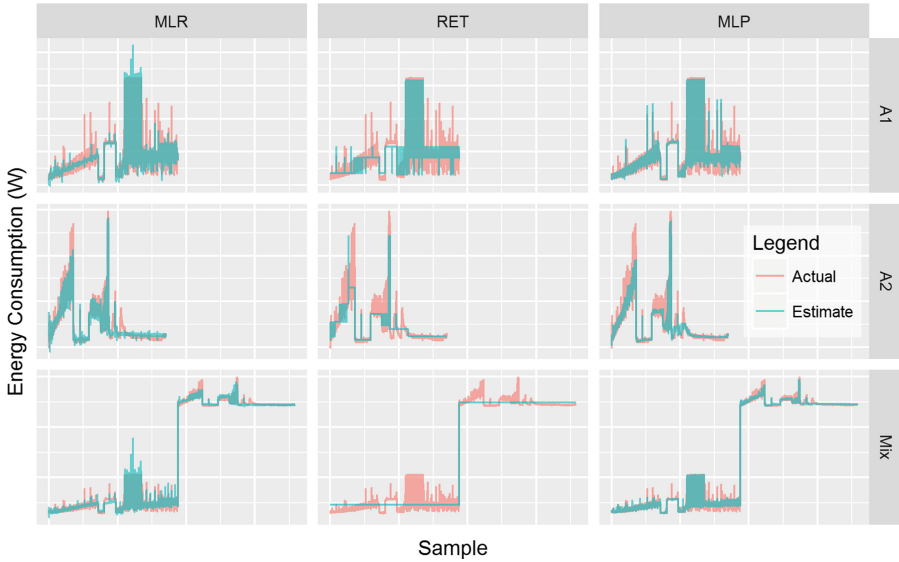 MLR RET MLP
A1
A2
Mix
Energy Consumption (W)
Legend
Actual
Estimate
Sample